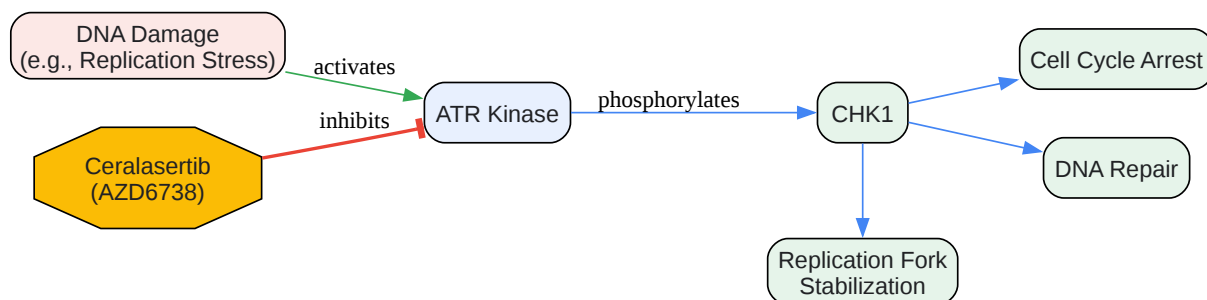 DNA Damage
(e.g., Replication Stress)
activates
inhibits
Ceralasertib
(AZD6738)
ATR Kinase
phosphorylates
CHK1
Cell Cycle Arrest
DNA Repair
Replication Fork
Stabilization